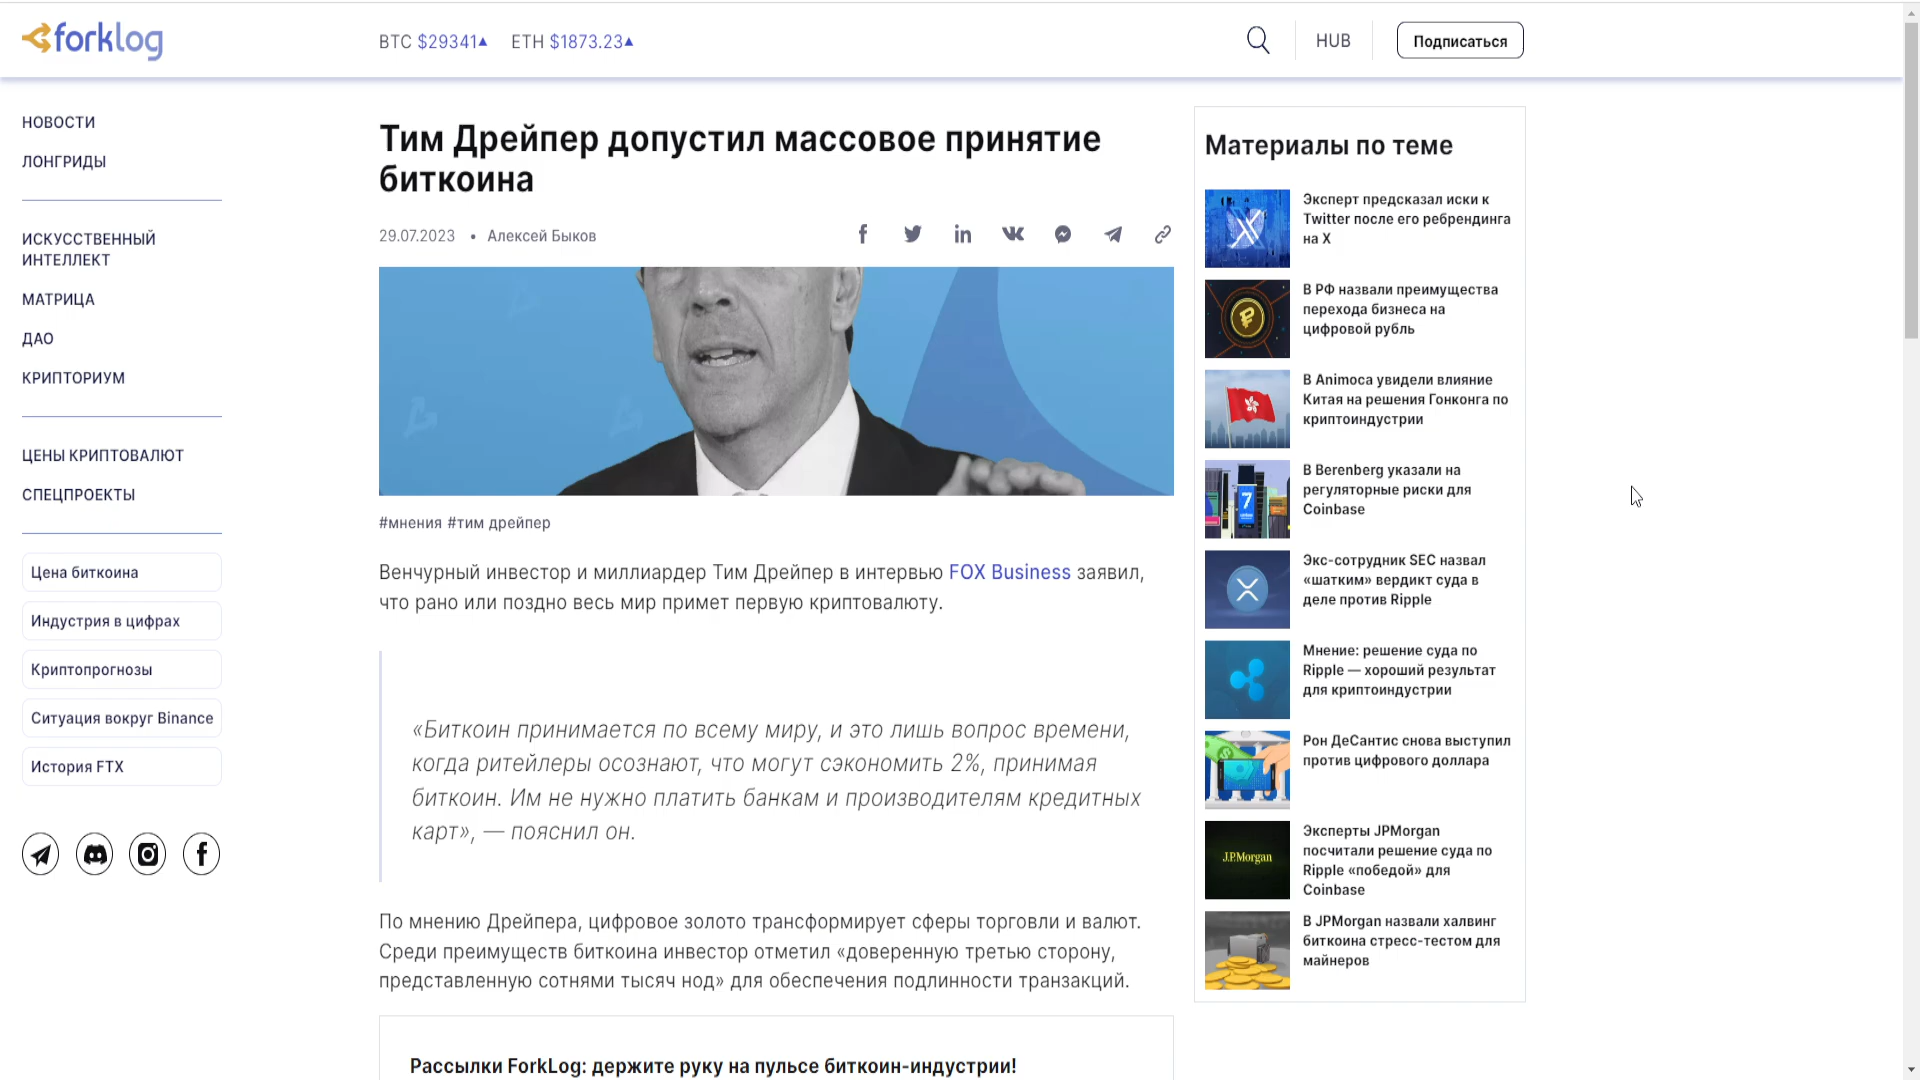 forklog
BTC $29341▲ ETH $1873.23▲
HUB
Подписаться
НОВОСТИ
ЛОНГРИДЫ
ИСКУССТВЕННЫЙ
ИНТЕЛЛЕКТ
МАТРИЦА
ДАО
КРИПТОРИУМ
ЦЕНЫ КРИПТОВАЛЮТ
СПЕЦПРОЕКТЫ
Цена биткоина
Индустрия в цифрах
Криптопрогнозы
Ситуация вокруг Binance
История FTX
Тим Дрейпер допустил массовое принятие
биткоина
29.07.2023 • Алексей Быков
#мнения #тим дрейпер
Венчурный инвестор и миллиардер Тим Дрейпер в интервью FOX Business заявил,
что рано или поздно весь мир примет первую криптовалюту.
«Биткоин принимается по всему миру, и это лишь вопрос времени,
когда ритейлеры осознают, что могут сэкономить 2%, принимая
биткоин. Им не нужно платить банкам и производителям кредитных
карт», — пояснил он.
По мнению Дрейпера, цифровое золото трансформирует сферы торговли и валют.
Среди преимуществ биткоина инвестор отметил «доверенную третью сторону,
представленную сотнями тысяч нод» для обеспечения подлинности транзакций.
Рассылки ForkLog: держите руку на пульсе биткоин-индустрии!
Материалы по теме
Эксперт предсказал иски к
Twitter после его ребрендинга
на X
В РФ назвали преимущества
перехода бизнеса на
цифровой рубль
В Animoca увидели влияние
Китая на решения Гонконга по
криптоиндустрии
7
В Berenberg указали на
регуляторные риски для
Coinbase
Экс-сотрудник SEC назвал
«шатким» вердикт суда в
деле против Ripple
Мнение: решение суда по
Ripple — хороший результат
для криптоиндустрии
Рон ДеСантис снова выступил
против цифрового доллара
J.P.Morgan
Эксперты JPMorgan
посчитали решение суда по
Ripple «победой» для
Coinbase
В JPMorgan назвали халвинг
биткоина стресс-тестом для
майнеров